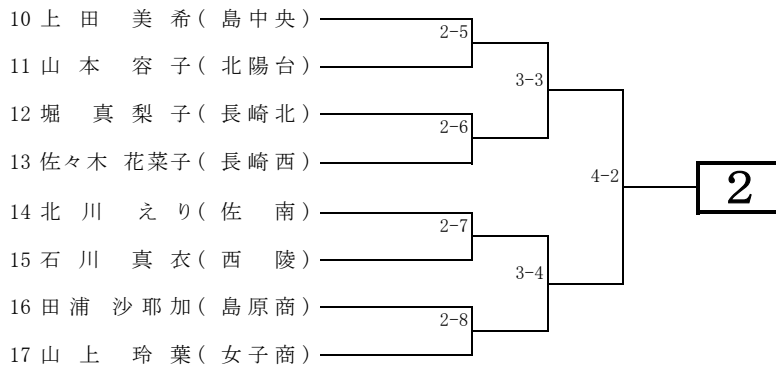 10 上 田 美 希 ( 島中央 )
2-5
11 山 本 容 子 ( 北陽台 )
3-3
12 堀 真 梨 子 ( 長崎北 )
2-6
13 佐々木 花菜子 ( 長崎西 )
4-2
2
14 北 川 え り ( 佐 南 )
2-7
15 石 川 真 衣 ( 西 陵 )
3-4
16 田 浦 沙 耶 加 ( 島原商 )
2-8
17 山 上 玲 葉 ( 女子商 )